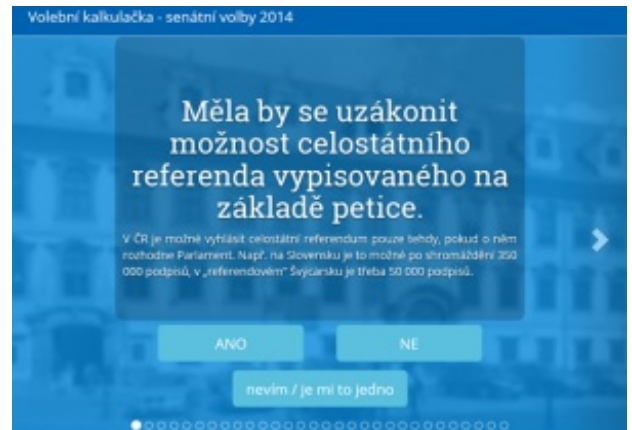 Volební kalkulačka - senátní volby 2014
Měla by se uzákonit
možnost celostátního
referenda vypisovaného na
základě petice.
V ČR je možné vyhlásit celostátní referendum pouze tehdy, pokud o něm
rozhodne Parlament. Např. na Slovensku je to možné po shromáždění 350
000 podpisů, v „referendovém" Švýcarsku je třeba 50 000 podpisů.
ANO
NE
nevím / je mi to jedno